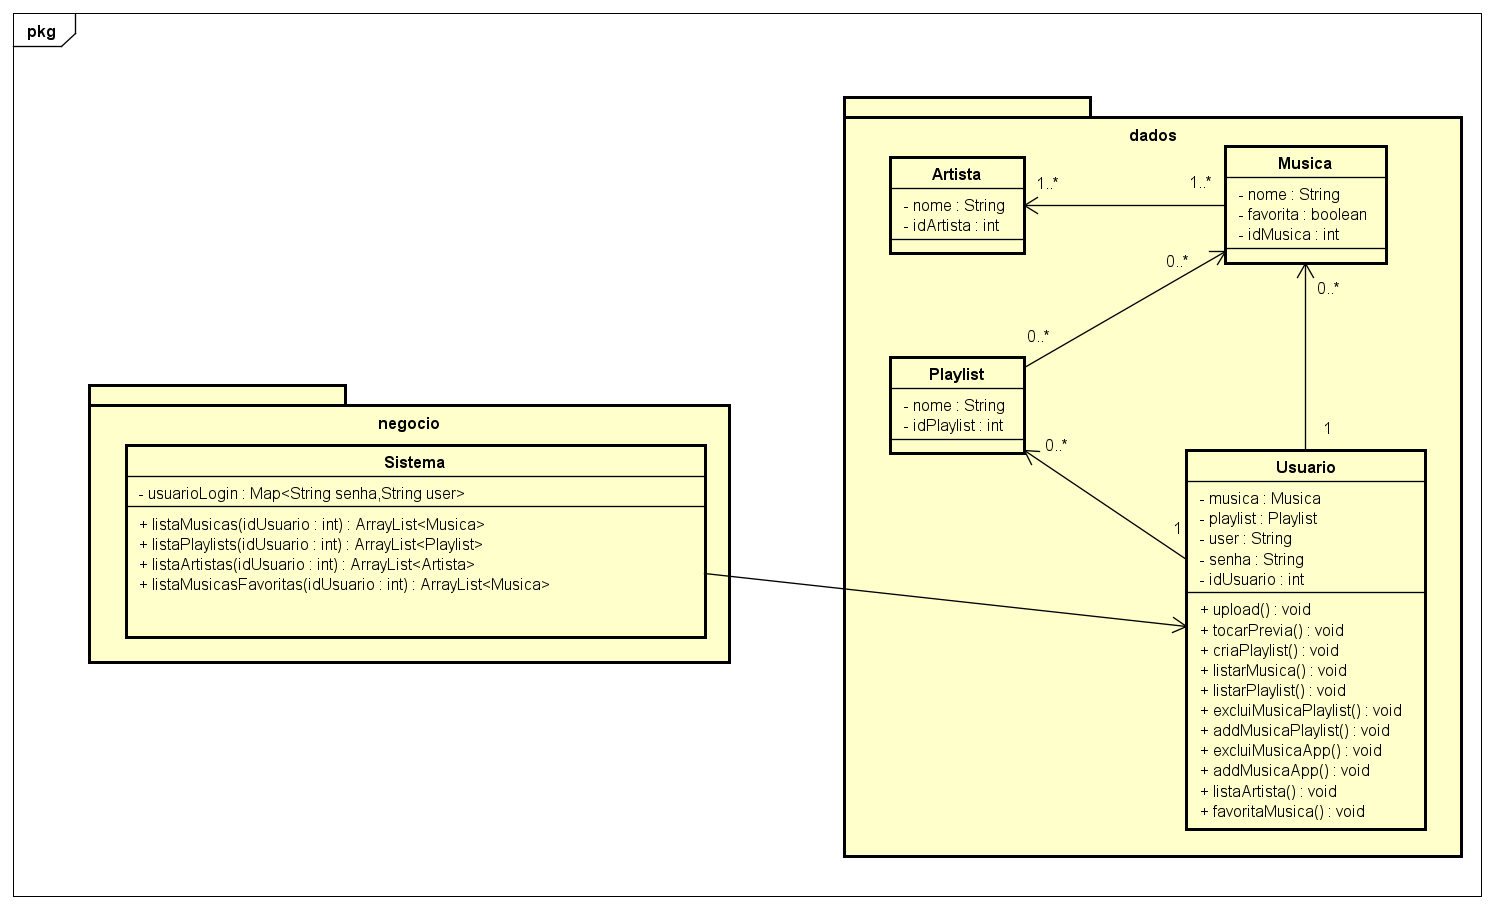 pkg
dados
Artista
- nome : String
- idArtista : int
1..*
1..*
Musica
- nome : String
- favorita : boolean
- idMusica : int
0..*
0..*
0..*
Playlist
- nome : String
- idPlaylist : int
0..*
1
1
negocio
Sistema
- usuarioLogin : Map<String senha,String user>
+ listaMusicas(idUsuario : int) : ArrayList<Musica>
+ listaPlaylists(idUsuario : int) : ArrayList<Playlist>
+ listaArtistas(idUsuario : int) : ArrayList<Artista>
+ listaMusicasFavoritas(idUsuario : int) : ArrayList<Musica>
Usuario
- musica : Musica
- playlist : Playlist
- user : String
- senha : String
- idUsuario : int
+ upload() : void
+ tocarPrevia() : void
+ criaPlaylist() : void
+ listarMusica() : void
+ listarPlaylist() : void
+ excluiMusicaPlaylist() : void
+ addMusicaPlaylist() : void
+ excluiMusicaApp() : void
+ addMusicaApp() : void
+ listaArtista() : void
+ favoritaMusica() : void